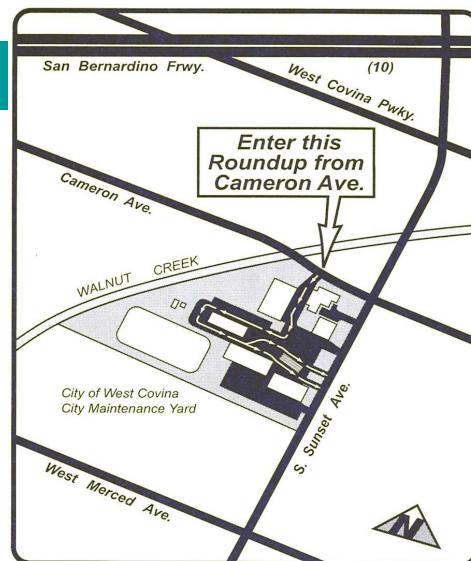 San Bernardino Frwy. (10)
West Covina Pwky.
Enter this
Roundup from
Cameron Ave.
Cameron Ave.
WALNUT CREEK
City of West Covina
City Maintenance Yard
S. Sunset Ave.
West Merced Ave.
N